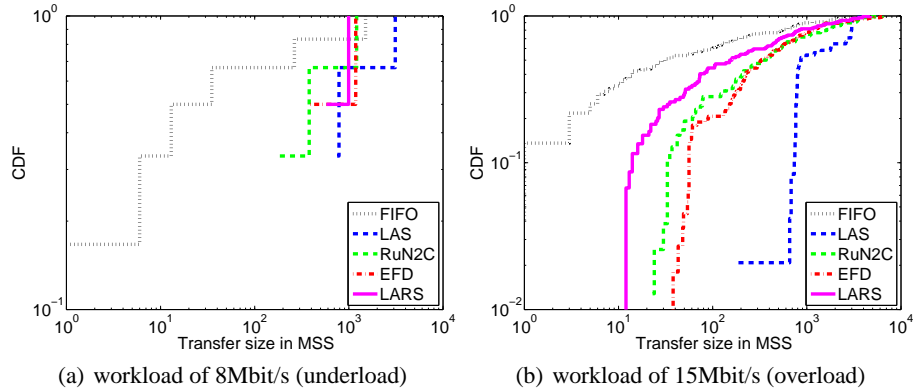 10^0
10^-1
CDF
10^0
10^1
10^2
10^3
10^4
Transfer size in MSS
FIFO
LAS
RuN2C
EFD
LARS
(a) workload of 8Mbit/s (underload)
10^0
10^-1
10^-2
CDF
10^0
10^1
10^2
10^3
10^4
Transfer size in MSS
FIFO
LAS
RuN2C
EFD
LARS
(b) workload of 15Mbit/s (overload)